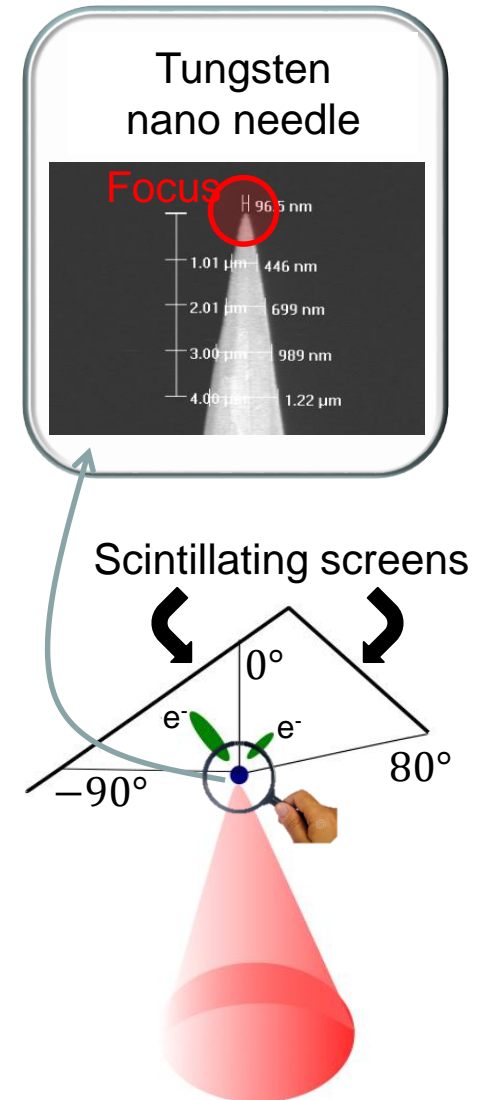 Tungsten
nano needle
Focus
96.5 nm
1.01 µm
446 nm
2.01 µm
699 nm
3.00 µm
989 nm
4.00 µm
1.22 µm
Scintillating screens
0°
e-
e-
−90°
80°